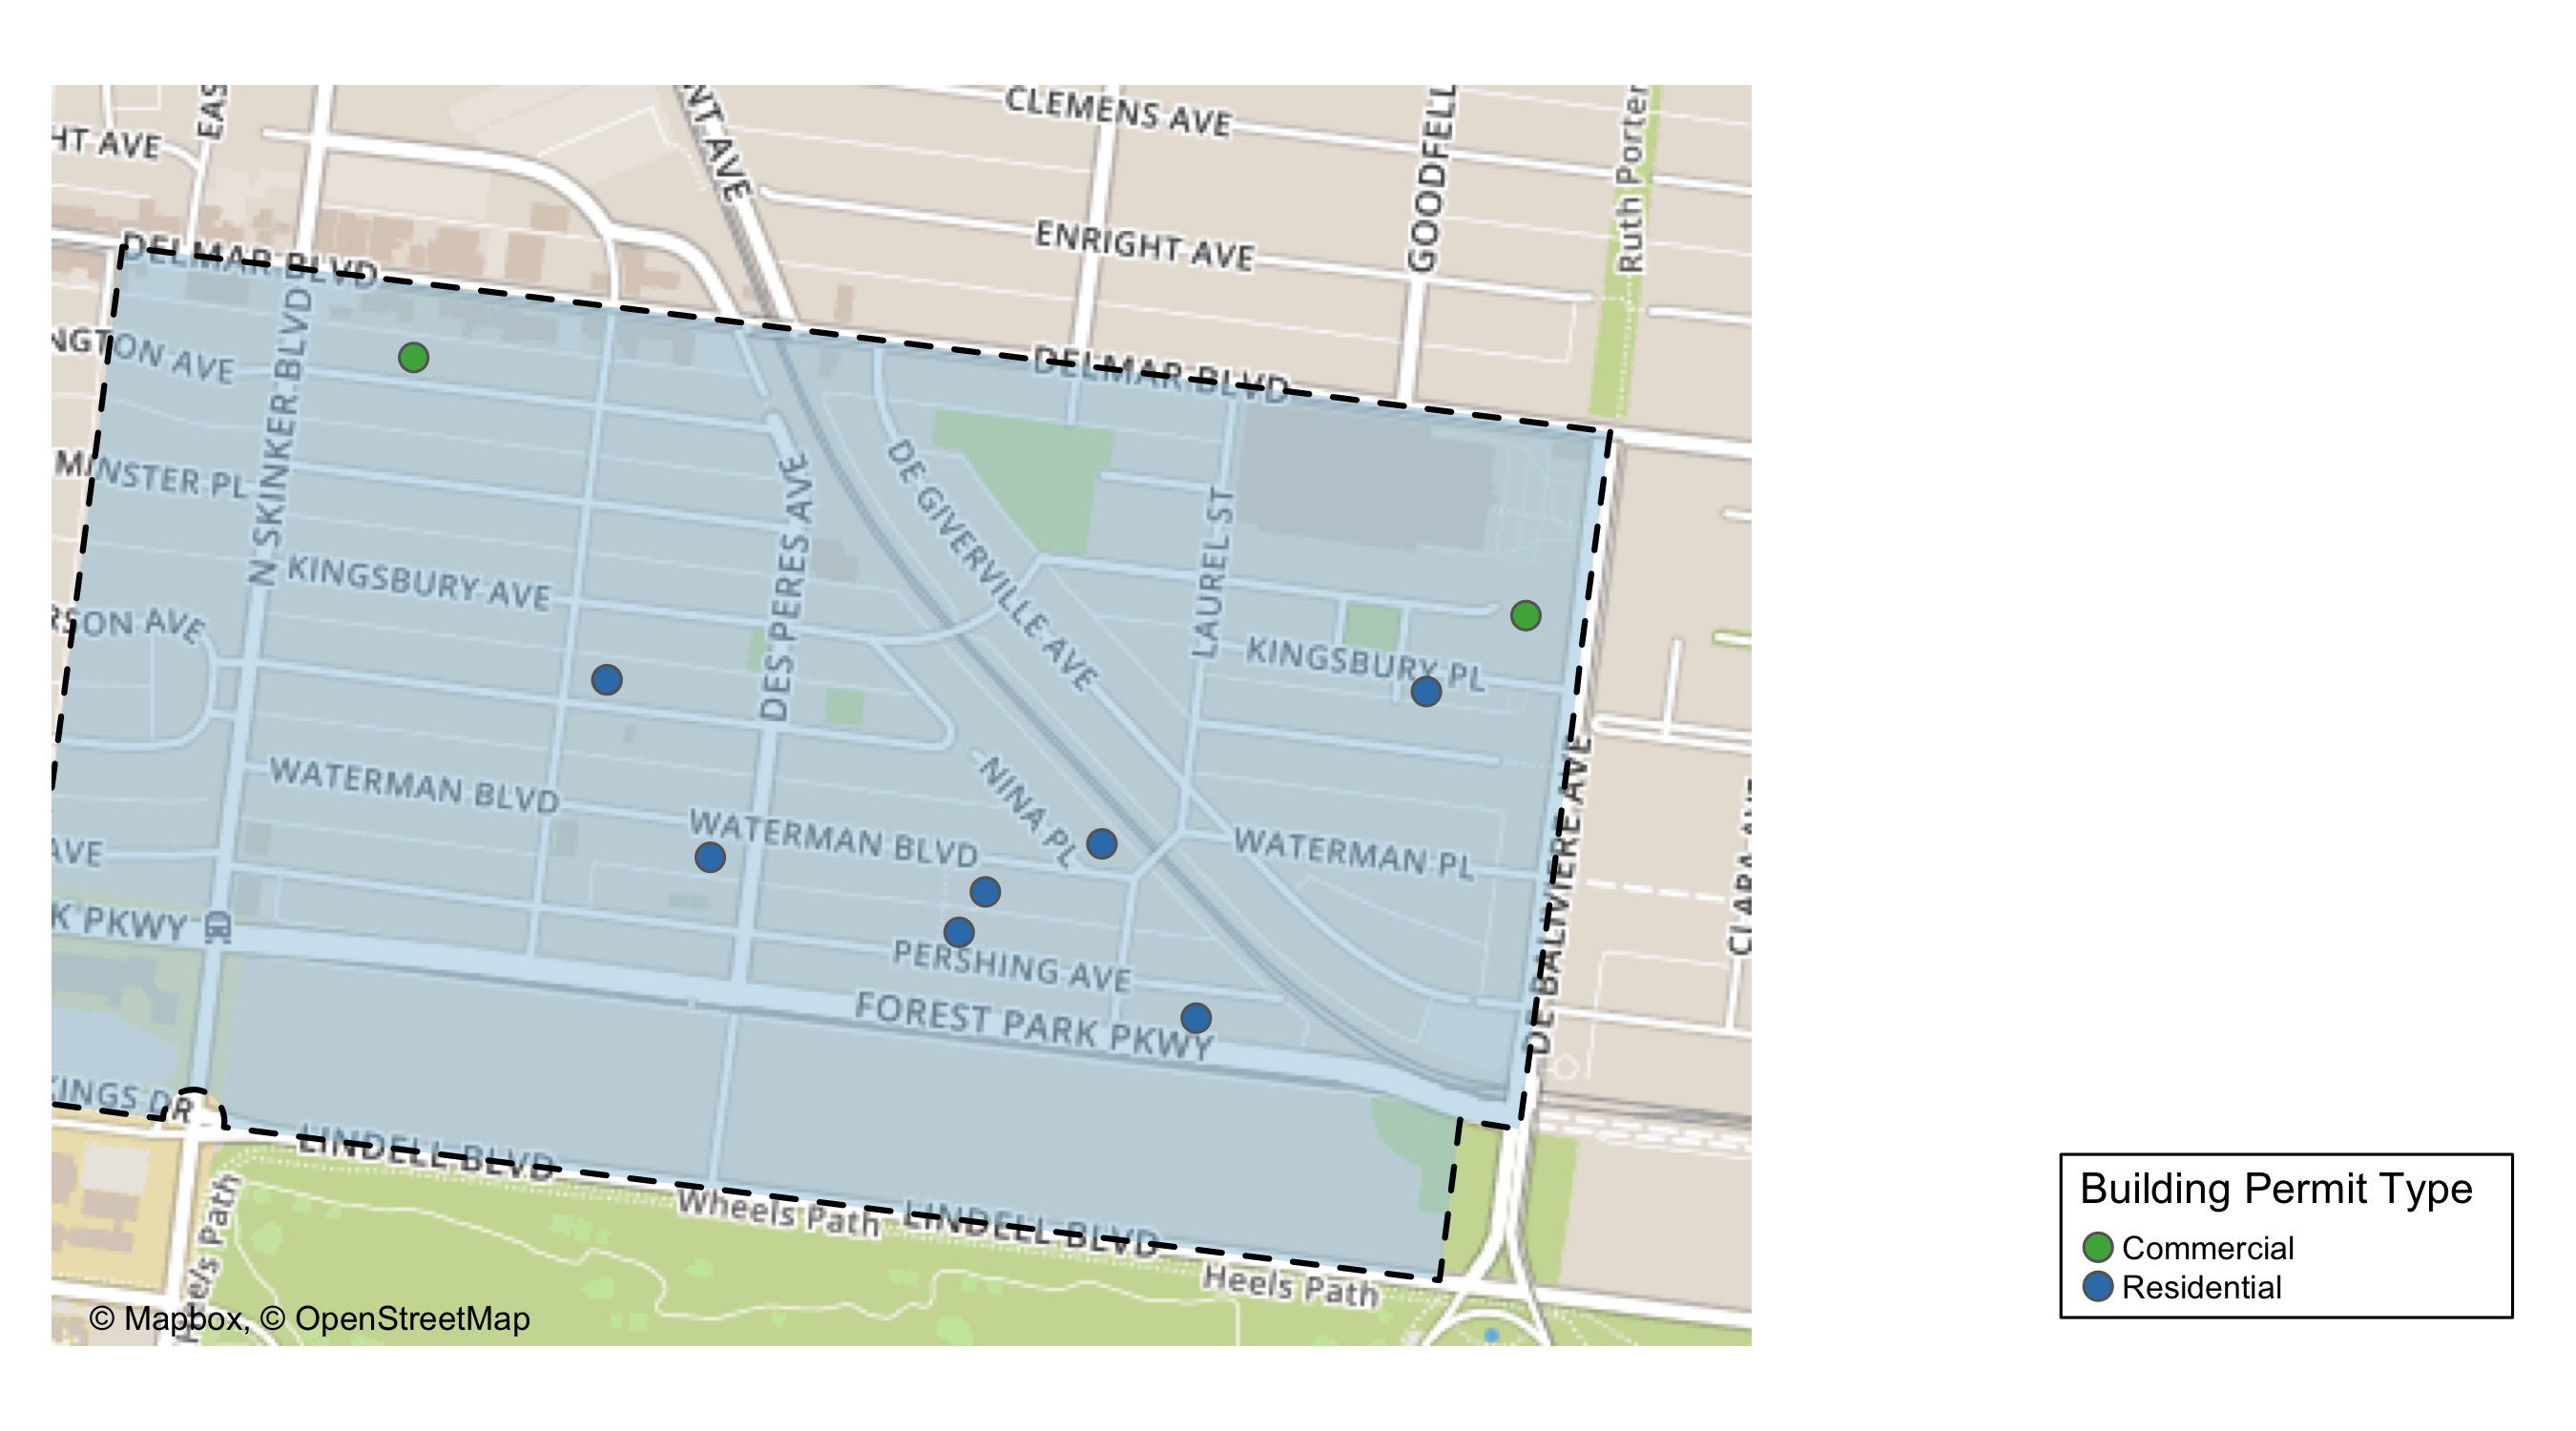 CLEMENS AVE
HT AVE
EAS
NT AVE
GOODFELL
Ruth Porter
ENRIGHT AVE
DELMAR BLVD
DELMAR BLVD
NGTON AVE
N SKINKER BLVD
MINSTER PL
DE GIVERVILLE AVE
DES PERES AVE
LAUREL ST
KINGSBURY AVE
RSON AVE
KINGSBURY PL
WATERMAN BLVD
WATERMAN BLVD
NINA PL
WATERMAN PL
DE BALIVIERE AVE
CLARA AVE
AVE
K PKWY
PERSHING AVE
FOREST PARK PKWY
KINGS DR
LINDELL BLVD
Wheels Path
LINDELL BLVD
Heels Path
Heels Path
© Mapbox, © OpenStreetMap
Building Permit Type
Commercial
Residential